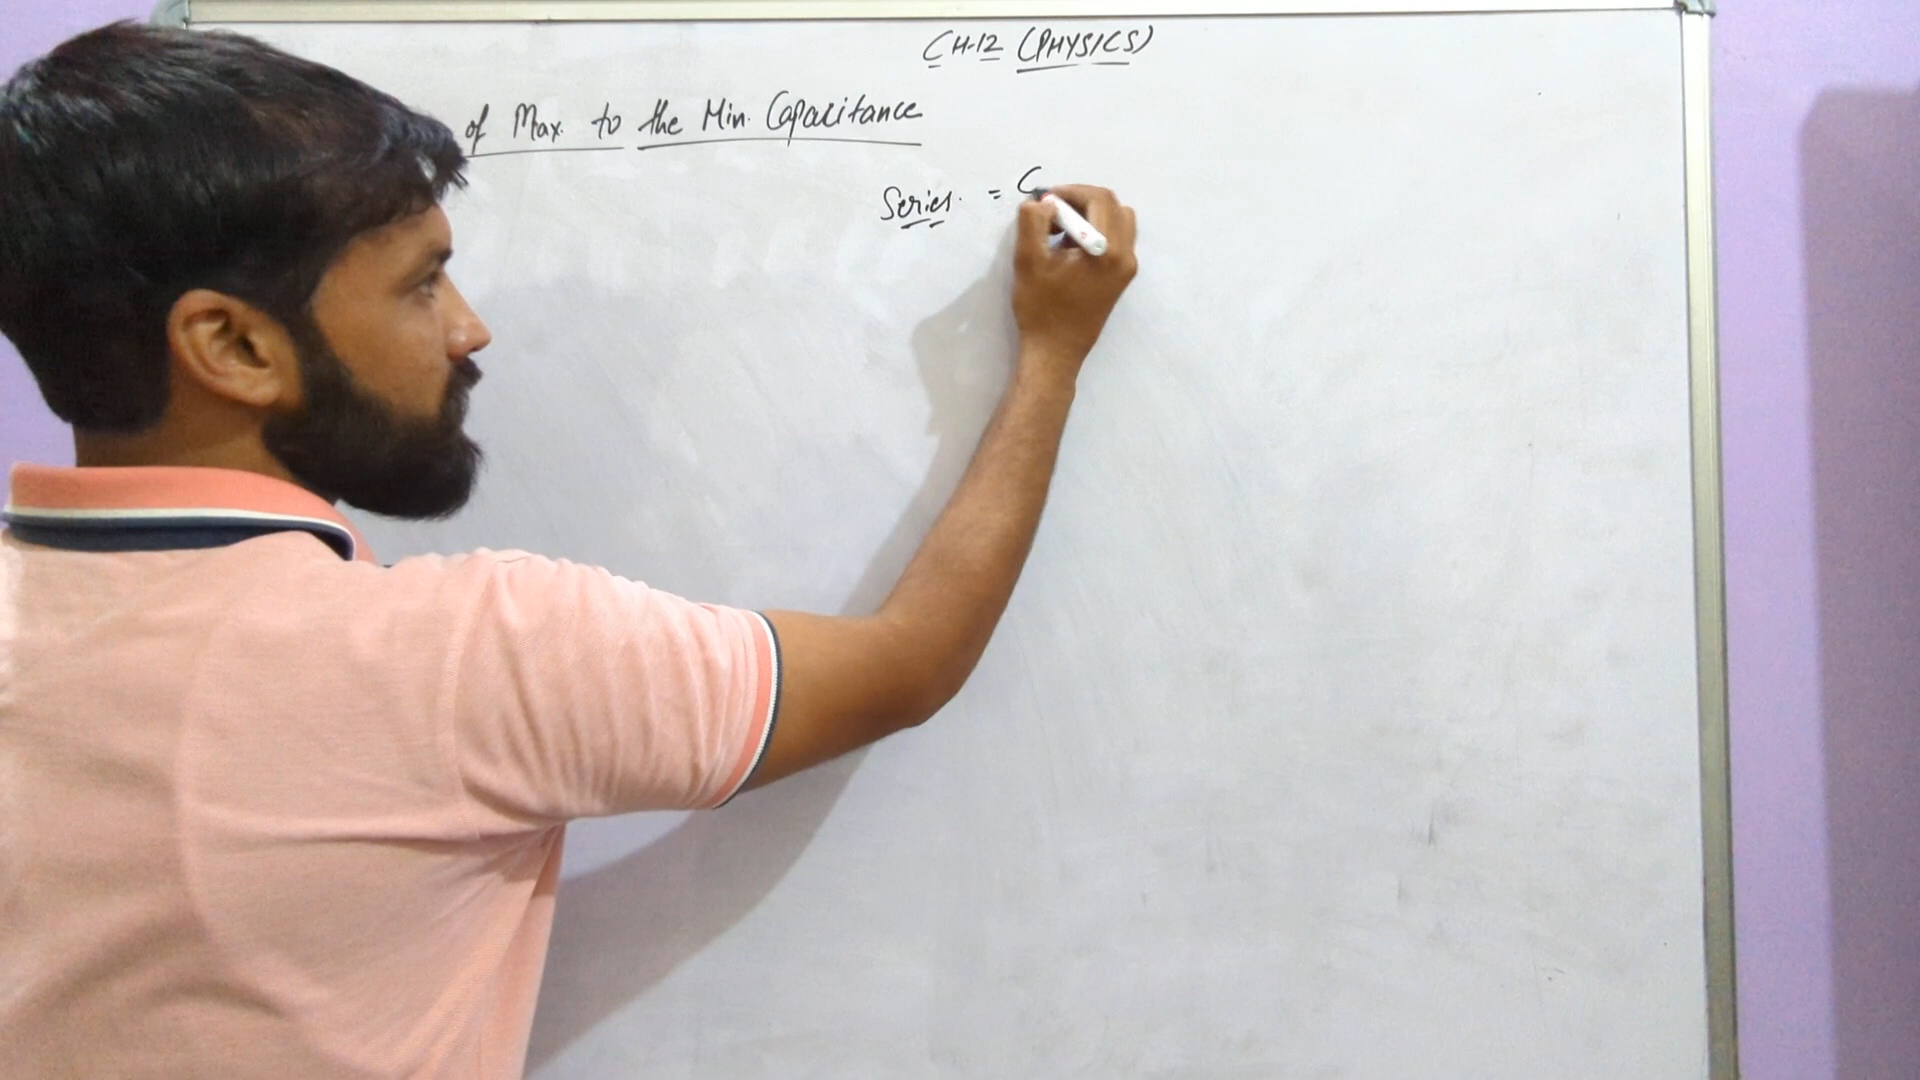 CH-12 (PHYSICS)
of Max. to the Min. Capacitance
Series. = C